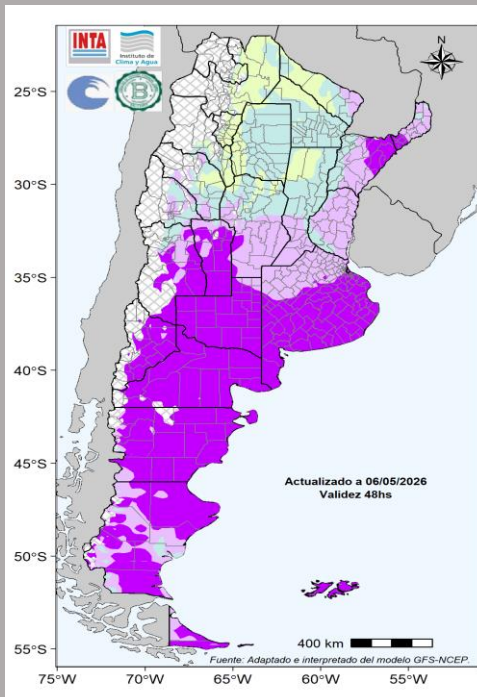 INTA
Instituto de
Clima y Agua
B
N
25°S
30°S
35°S
40°S
45°S
50°S
55°S
Actualizado a 06/05/2026
Validez 48hs
400 km
Fuente: Adaptado e interpretado del modelo GFS-NCEP.
75°W
70°W
65°W
60°W
55°W